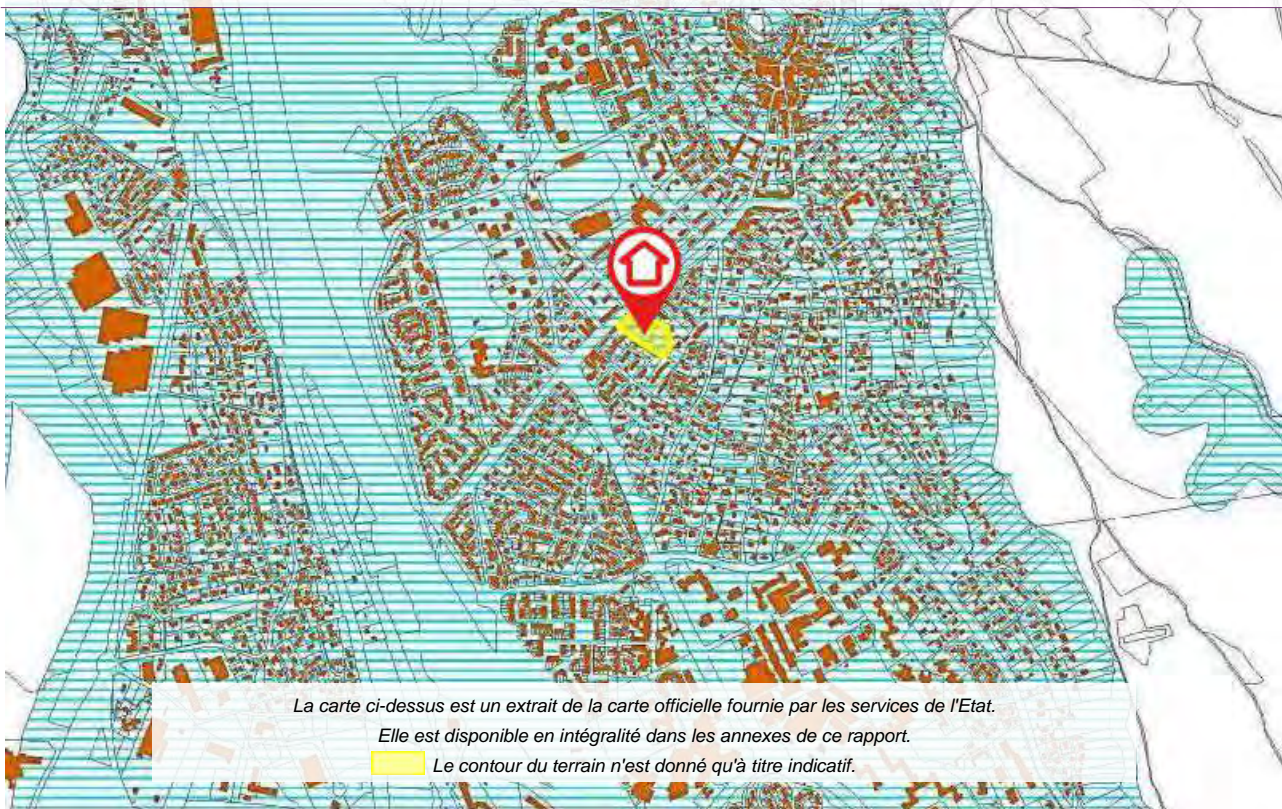 La carte ci-dessus est un extrait de la carte officielle fournie par les services de l'Etat.
Elle est disponible en intégralité dans les annexes de ce rapport.
Le contour du terrain n'est donné qu'à titre indicatif.